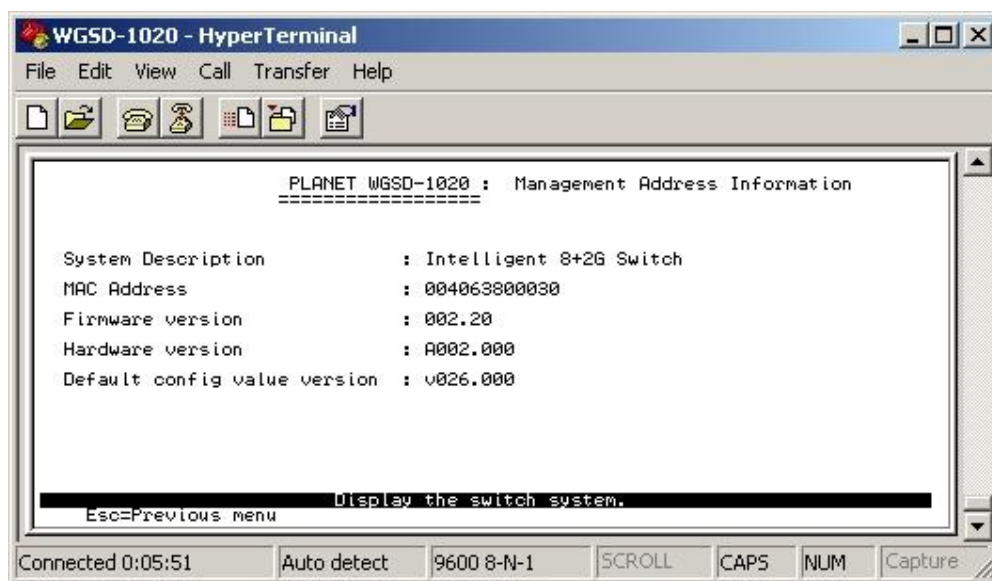 WGSD-1020 - HyperTerminal
File Edit View Call Transfer Help
PLANET WGSD-1020 : Management Address Information
==================
System Description : Intelligent 8+2G Switch
MAC Address : 004063800030
Firmware version : 002.20
Hardware version : A002.000
Default config value version : v026.000
Display the switch system.
Esc=Previous menu
Connected 0:05:51 Auto detect 9600 8-N-1 SCROLL CAPS NUM Capture